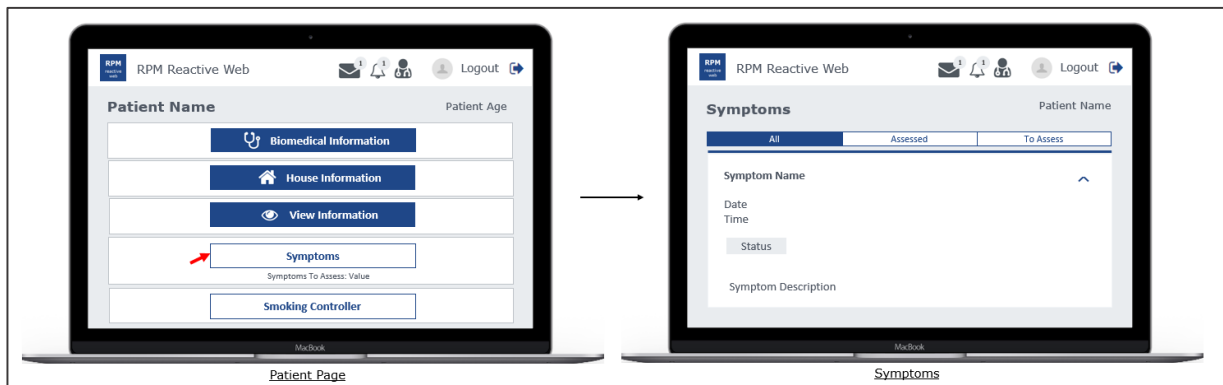 RPM
reactive
web
RPM Reactive Web
1
1
Logout
Patient Name
Patient Age
Biomedical Information
House Information
View Information
Symptoms
Symptoms To Assess: Value
Smoking Controller
MacBook
Patient Page
RPM
reactive
web
RPM Reactive Web
1
1
Logout
Symptoms
Patient Name
All
Assessed
To Assess
Symptom Name
Date
Time
Status
Symptom Description
MacBook
Symptoms